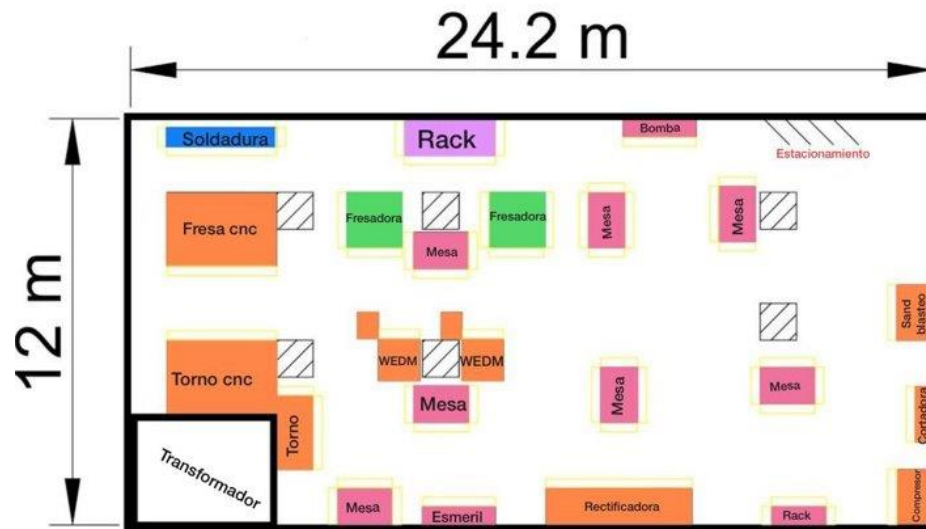 24.2 m
12 m
Soldadura
Rack
Bomba
Estacionamiento
Fresa cnc
Fresadora
Mesa
Fresadora
Mesa
Mesa
Sand
blasteo
Torno cnc
WEDM
WEDM
Mesa
Mesa
Mesa
Cortadora
Torno
Transformador
Mesa
Esmeril
Rectificadora
Rack
Compresor